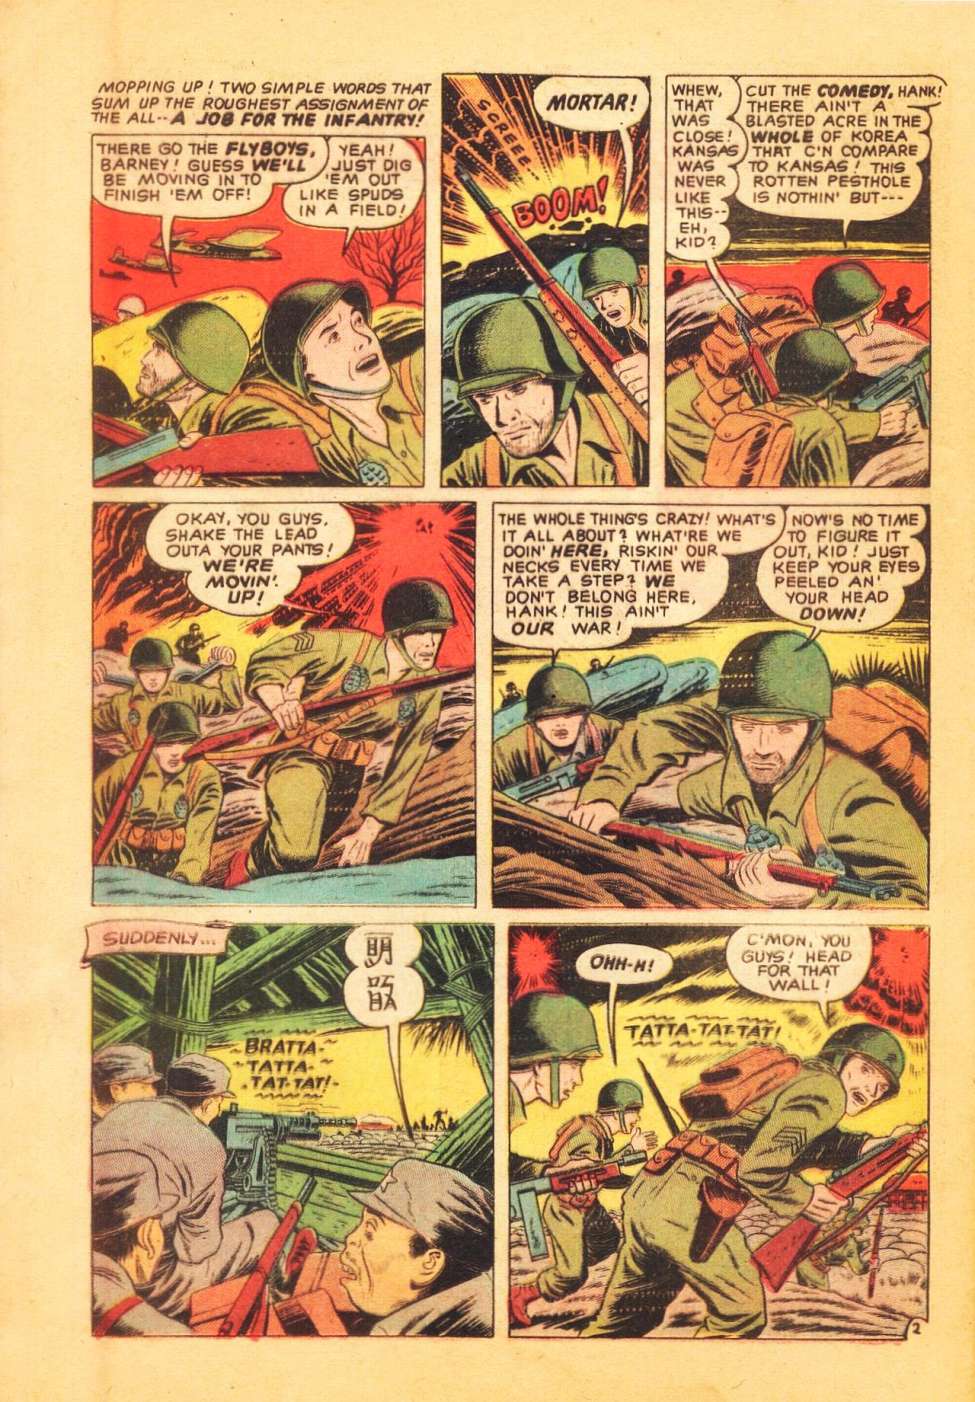 MOPPING UP! TWO SIMPLE WORDS THAT
SUM UP THE ROUGHEST ASSIGNMENT OF
THE ALL--A JOB FOR THE INFANTRY!
THERE GO THE FLYBOYS,
BARNEY! GUESS WE'LL
BE MOVING IN TO
FINISH 'EM OFF!
YEAH!
JUST DIG
'EM OUT
LIKE SPUDS
IN A FIELD!
SCREEE
MORTAR!
BOOM!
WHEW,
THAT
WAS
CLOSE!
KANSAS
WAS
NEVER
LIKE
THIS--
EH,
KID?
CUT THE COMEDY, HANK!
THERE AIN'T A
BLASTED ACRE IN THE
WHOLE OF KOREA
THAT C'N COMPARE
TO KANSAS! THIS
ROTTEN PESTHOLE
IS NOTHIN' BUT---
OKAY, YOU GUYS,
SHAKE THE LEAD
OUTA YOUR PANTS!
WE'RE
MOVIN'
UP!
THE WHOLE THING'S CRAZY! WHAT'S
IT ALL ABOUT? WHAT'RE WE
DOIN' HERE, RISKIN' OUR
NECKS EVERY TIME WE
TAKE A STEP? WE
DON'T BELONG HERE,
HANK! THIS AIN'T
OUR WAR!
NOW'S NO TIME
TO FIGURE IT
OUT, KID! JUST
KEEP YOUR EYES
PEELED AN'
YOUR HEAD
DOWN!
SUDDENLY...
BRATTA-
TATTA-
TAT-TAT!
OHH-H!
TATTA-TAT-TAT!
C'MON, YOU
GUYS! HEAD
FOR THAT
WALL!
2